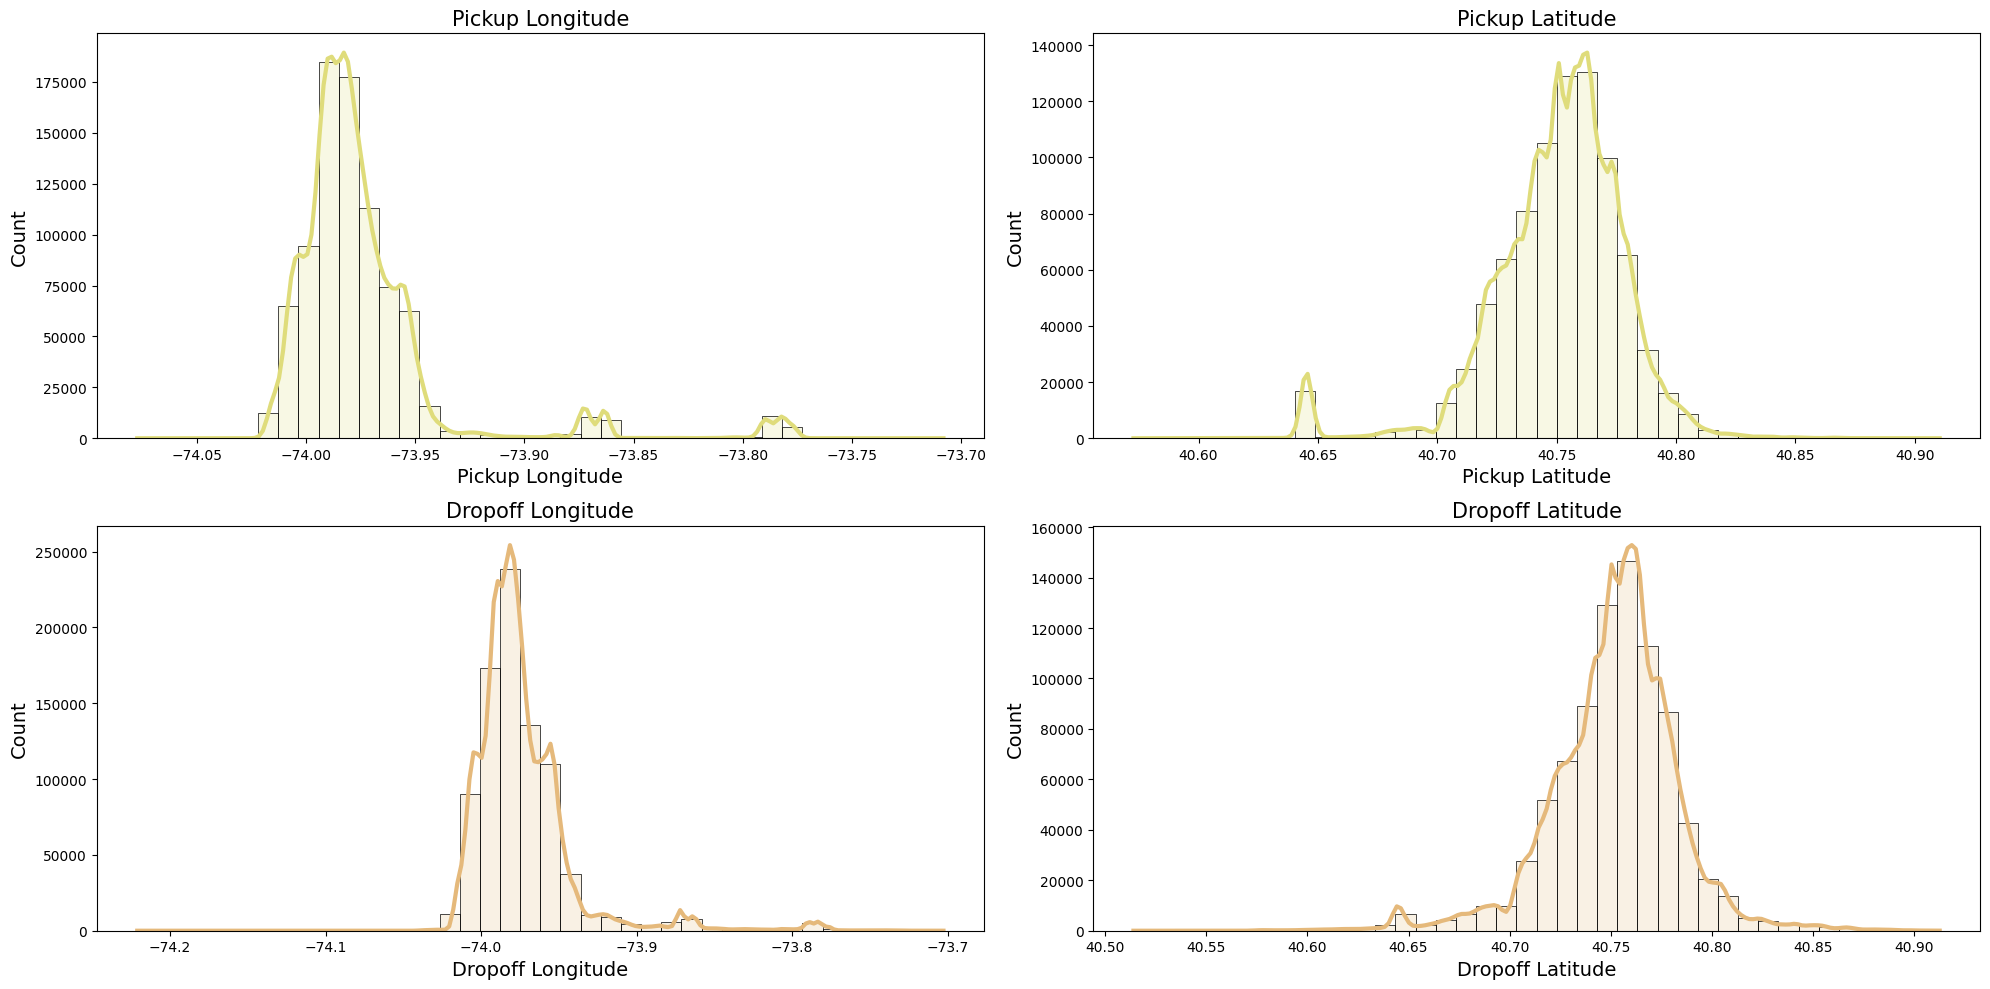 Pickup Longitude
Count
175000
150000
125000
100000
75000
50000
25000
0
−74.05 −74.00 −73.95 −73.90 −73.85 −73.80 −73.75 −73.70
Pickup Longitude
Pickup Latitude
Count
140000
120000
100000
80000
60000
40000
20000
0
40.60 40.65 40.70 40.75 40.80 40.85 40.90
Pickup Latitude
Dropoff Longitude
Count
250000
200000
150000
100000
50000
0
−74.2 −74.1 −74.0 −73.9 −73.8 −73.7
Dropoff Longitude
Dropoff Latitude
Count
160000
140000
120000
100000
80000
60000
40000
20000
0
40.50 40.55 40.60 40.65 40.70 40.75 40.80 40.85 40.90
Dropoff Latitude